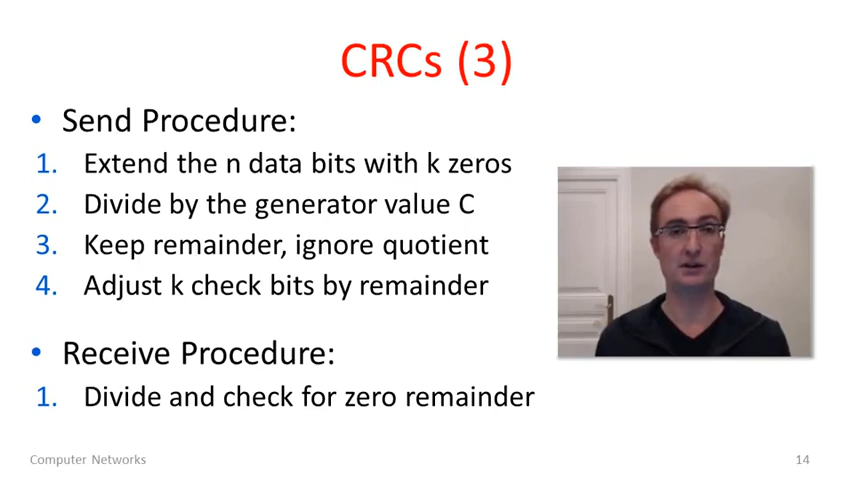 CRCs (3)
• Send Procedure:
1. Extend the n data bits with k zeros
2. Divide by the generator value C
3. Keep remainder, ignore quotient
4. Adjust k check bits by remainder
• Receive Procedure:
1. Divide and check for zero remainder
Computer Networks
14